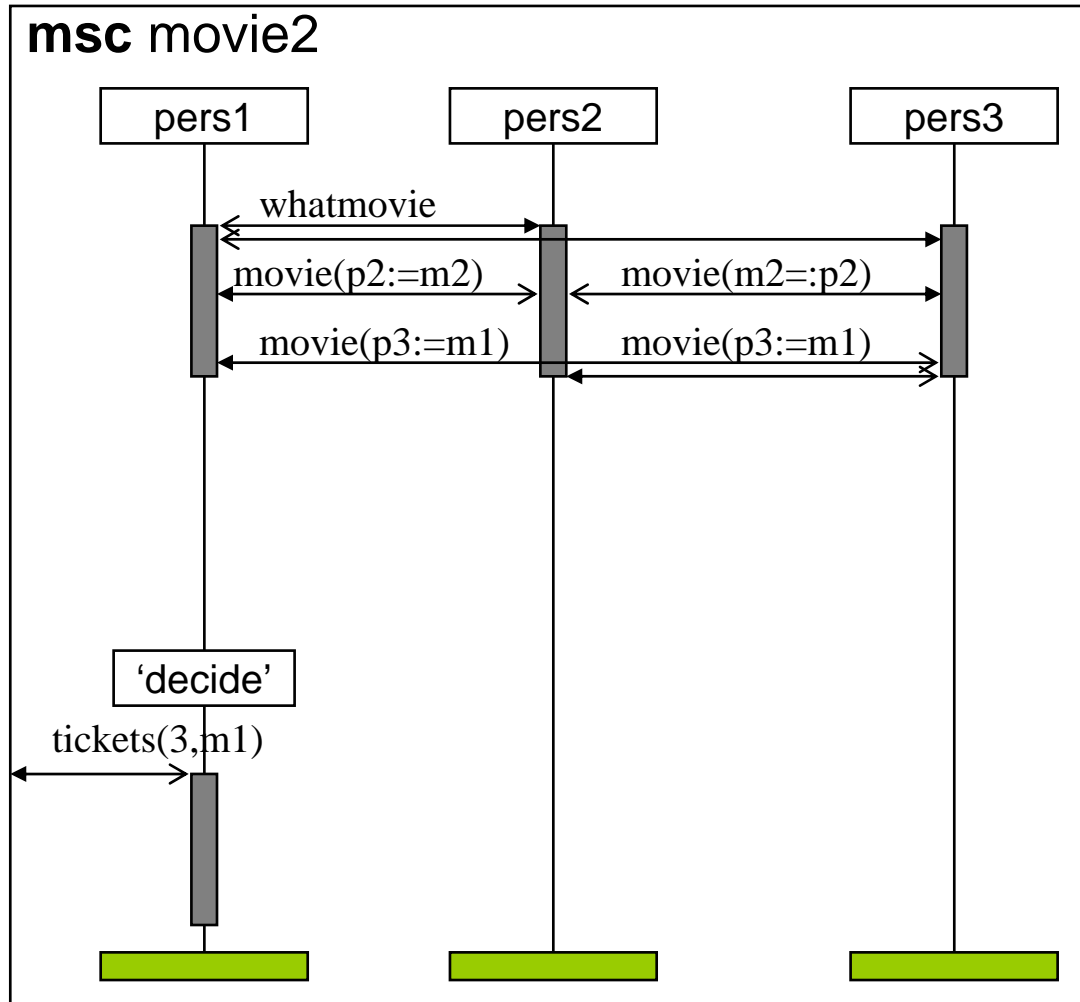 msc movie2
pers1 pers2 pers3
whatmovie
movie(p2:=m2) movie(m2=:p2)
movie(p3:=m1) movie(p3:=m1)
‘decide’
tickets(3,m1)